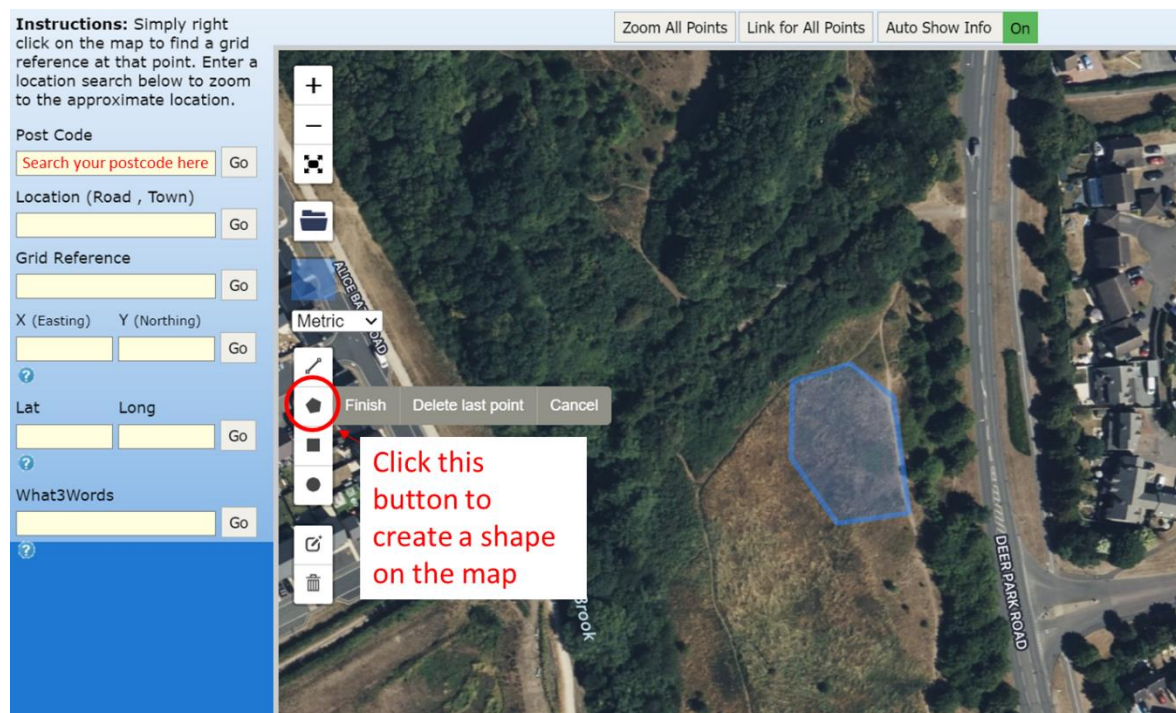 Instructions: Simply right
click on the map to find a grid
reference at that point. Enter a
location search below to zoom
to the approximate location.
Post Code
Search your postcode here Go
Location (Road , Town)
Go
Grid Reference
Go
X (Easting) Y (Northing)
Go
?
Lat Long
Go
?
What3Words
Go
?
Zoom All Points Link for All Points Auto Show Info On
+
−
Metric
Finish Delete last point Cancel
Click this
button to
create a shape
on the map
ROAD
Brook
DEER PARK ROAD